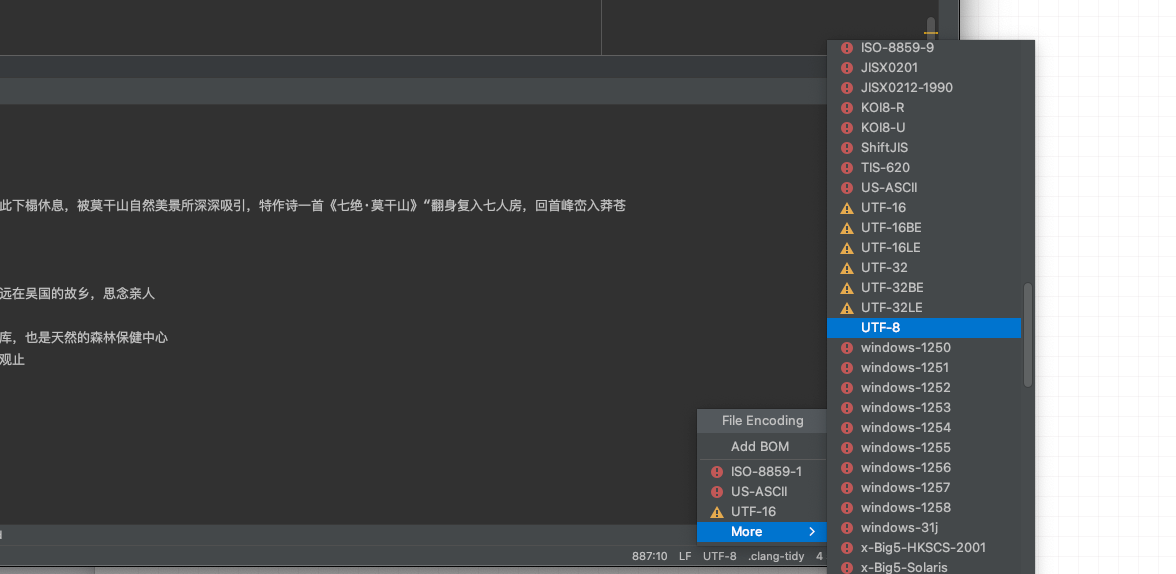 此下榻休息，被莫干山自然美景所深深吸引，特作诗一首《七绝·莫干山》“翻身复入七人房，回首峰峦入莽苍
远在吴国的故乡，思念亲人
库，也是天然的森林保健中心
观止
File Encoding
Add BOM
ISO-8859-1
US-ASCII
UTF-16
More
887:10 LF UTF-8 .clang-tidy 4
ISO-8859-9
JISX0201
JISX0212-1990
KOI8-R
KOI8-U
ShiftJIS
TIS-620
US-ASCII
UTF-16
UTF-16BE
UTF-16LE
UTF-32
UTF-32BE
UTF-32LE
UTF-8
windows-1250
windows-1251
windows-1252
windows-1253
windows-1254
windows-1255
windows-1256
windows-1257
windows-1258
windows-31j
x-Big5-HKSCS-2001
x-Big5-Solaris